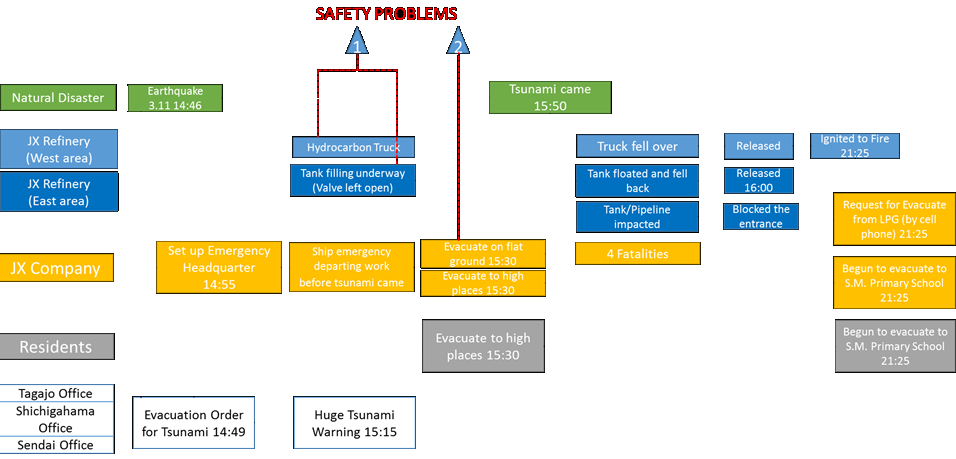 SAFETY PROBLEMS
1
2
Natural Disaster
Earthquake
3.11 14:46
Tsunami came
15:50
JX Refinery
(West area)
Hydrocarbon Truck
Truck fell over
Released
Ignited to Fire
21:25
JX Refinery
(East area)
Tank filling underway
(Valve left open)
Tank floated and fell
back
Released
16:00
Tank/Pipeline
impacted
Blocked the
entrance
Request for Evacuate
from LPG (by cell
phone) 21:25
JX Company
Set up Emergency
Headquarter
14:55
Ship emergency
departing work
before tsunami came
Evacuate on flat
ground 15:30
Evacuate to high
places 15:30
4 Fatalities
Begun to evacuate to
S.M. Primary School
21:25
Residents
Evacuate to high
places 15:30
Begun to evacuate to
S.M. Primary School
21:25
Tagajo Office
Shichigahama
Office
Sendai Office
Evacuation Order
for Tsunami 14:49
Huge Tsunami
Warning 15:15